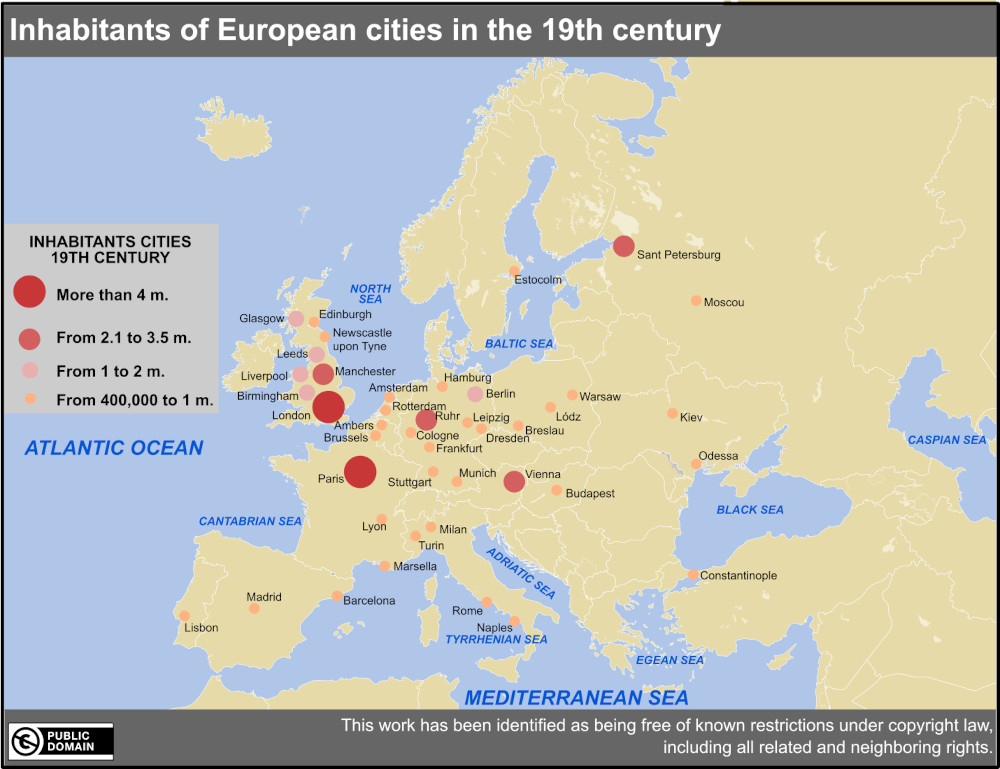 Inhabitants of European cities in the 19th century
INHABITANTS CITIES
19TH CENTURY
More than 4 m.
From 2.1 to 3.5 m.
From 1 to 2 m.
From 400,000 to 1 m.
Sant Petersburg
Estocolm
NORTH
SEA
Moscou
Glasgow
Edinburgh
Newscastle
upon Tyne
BALTIC SEA
Leeds
Liverpool
Manchester
Hamburg
Amsterdam
Birmingham
Berlin
Warsaw
Rotterdam
London
Ruhr
Leipzig
Lódz
Kiev
Ambers
Breslau
Brussels
Cologne
Dresden
ATLANTIC OCEAN
CASPIAN SEA
Frankfurt
Odessa
Paris
Stuttgart
Munich
Vienna
Budapest
BLACK SEA
CANTABRIAN SEA
Lyon
Milan
Turin
ADRIATIC SEA
Marsella
Constantinople
Madrid
Barcelona
Rome
Lisbon
Naples
TYRRHENIAN SEA
EGEAN SEA
MEDITERRANEAN SEA
PUBLIC
DOMAIN
This work has been identified as being free of known restrictions under copyright law,
including all related and neighboring rights.